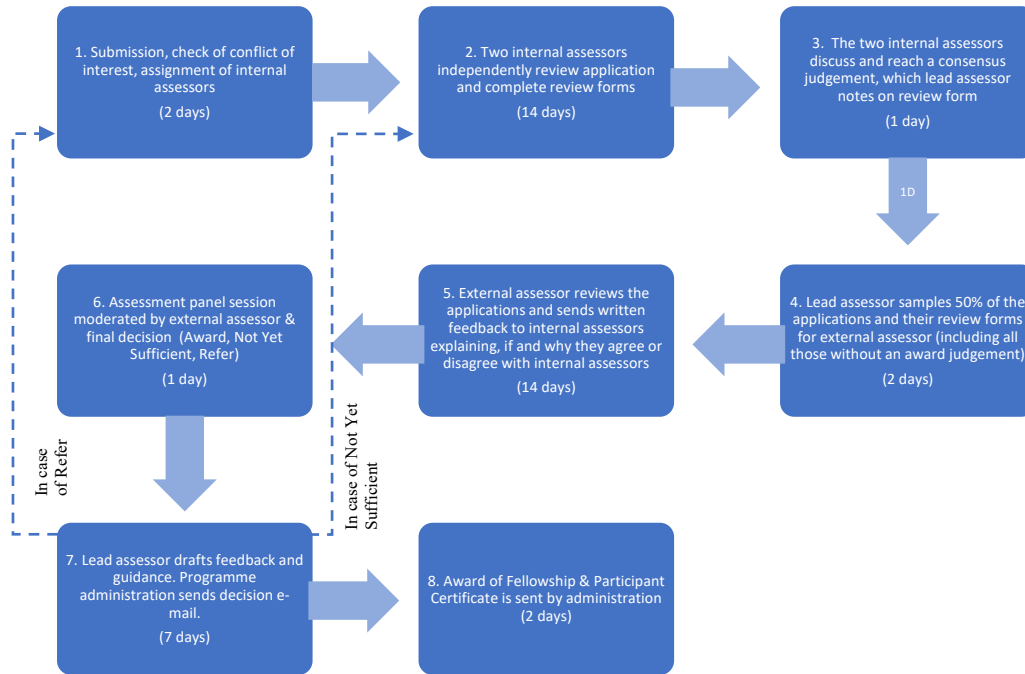 1. Submission, check of conflict of
interest, assignment of internal
assessors
(2 days)
2. Two internal assessors
independently review application
and complete review forms
(14 days)
3. The two internal assessors
discuss and reach a consensus
judgement, which lead assessor
notes on review form
(1 day)
1D
4. Lead assessor samples 50% of the
applications and their review forms
for external assessor (including all
those without an award judgement)
(2 days)
5. External assessor reviews the
applications and sends written
feedback to internal assessors
explaining, if and why they agree or
disagree with internal assessors
(14 days)
6. Assessment panel session
moderated by external assessor &
final decision (Award, Not Yet
Sufficient, Refer)
(1 day)
In case
of Refer
In case of Not Yet
Sufficient
7. Lead assessor drafts feedback and
guidance. Programme
administration sends decision e-
mail.
(7 days)
8. Award of Fellowship & Participant
Certificate is sent by administration
(2 days)